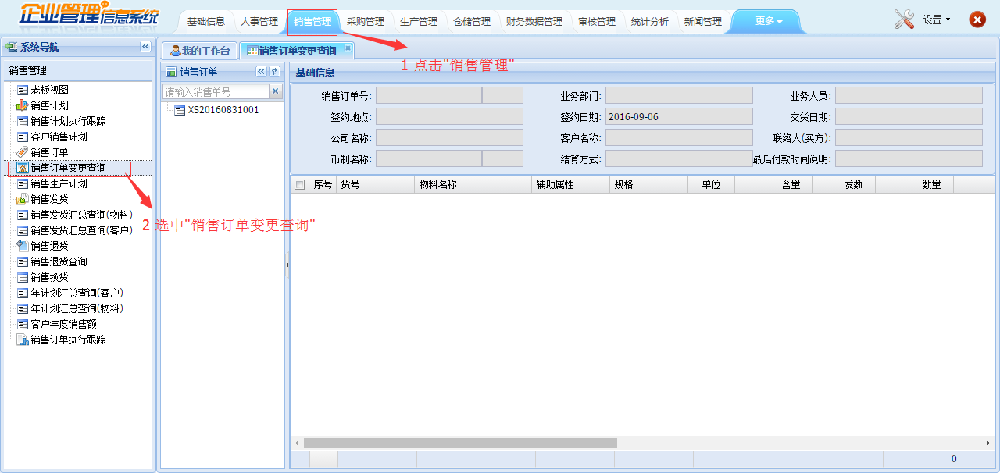 企业管理信息系统
基础信息 人事管理 销售管理 采购管理 生产管理 仓储管理 财务数据管理 审核管理 统计分析 新闻管理 更多 设置
系统导航
销售管理
老板视图
销售计划
销售计划执行跟踪
客户销售计划
销售订单
销售订单变更查询
销售生产计划
销售发货
销售发货汇总查询(物料)
销售发货汇总查询(客户)
销售退货
销售退货查询
销售换货
年计划汇总查询(客户)
年计划汇总查询(物料)
客户年度销售额
销售订单执行跟踪
我的工作台 销售订单变更查询
1 点击"销售管理"
2 选中"销售订单变更查询"
销售订单
请输入销售单号
XS20160831001
基础信息
销售订单号: 业务部门: 业务人员:
签约地点: 签约日期: 2016-09-06 交货日期:
公司名称: 客户名称: 联络人(买方):
币制名称: 结算方式: 最后付款时间说明:
序号 货号 物料名称 辅助属性 规格 单位 含量 发数 数量
0